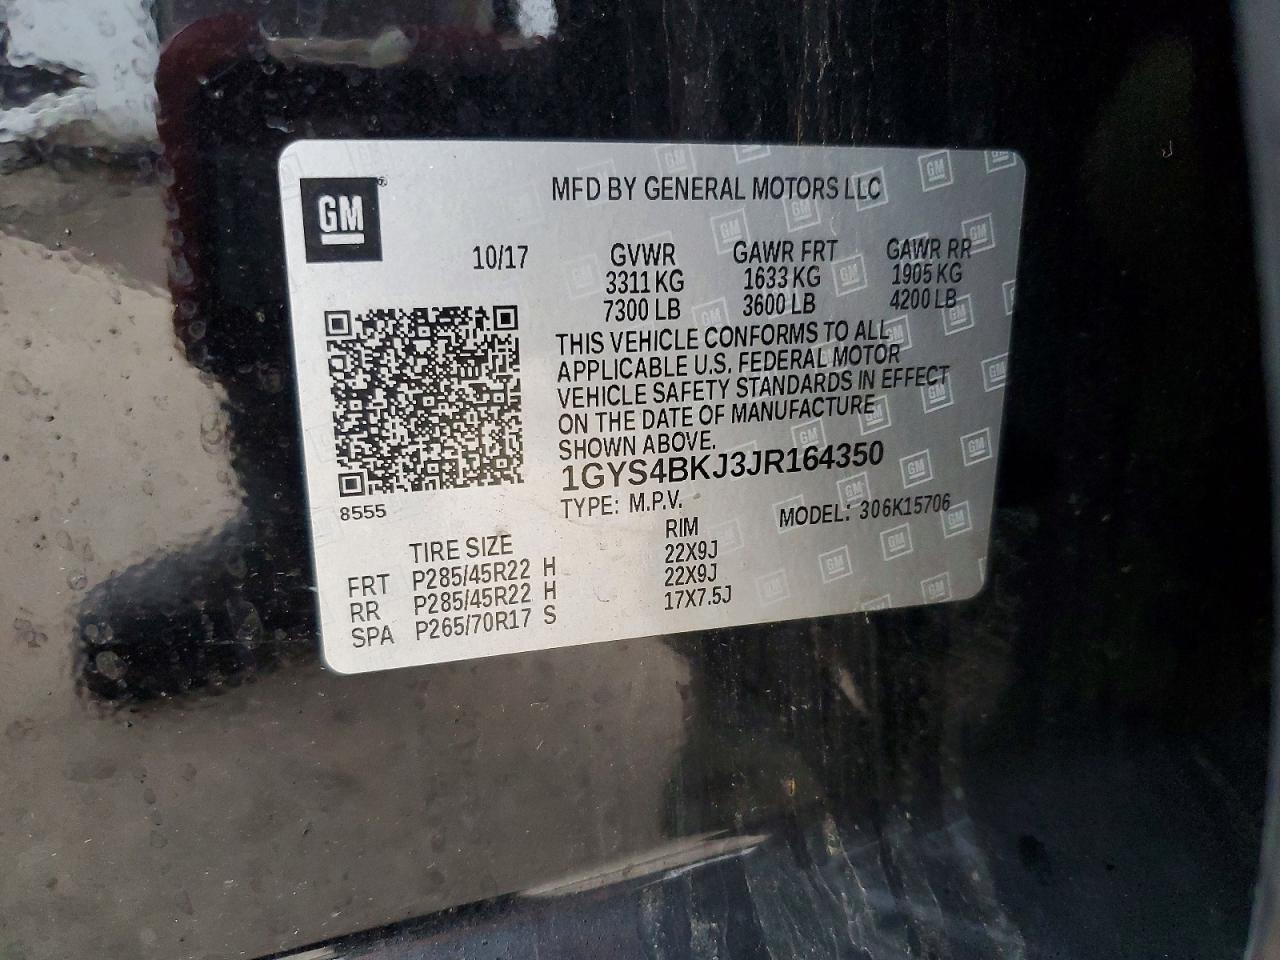 GM
MFD BY GENERAL MOTORS LLC
10/17 GVWR GAWR FRT GAWR RR
3311 KG 1633 KG 1905 KG
7300 LB 3600 LB 4200 LB
THIS VEHICLE CONFORMS TO ALL
APPLICABLE U.S. FEDERAL MOTOR
VEHICLE SAFETY STANDARDS IN EFFECT
ON THE DATE OF MANUFACTURE
SHOWN ABOVE.
1GYS4BKJ3JR164350
8555
TYPE: M.P.V. MODEL: 306K15706
TIRE SIZE RIM
FRT P285/45R22 H 22X9J
RR P285/45R22 H 22X9J
SPA P265/70R17 S 17X7.5J